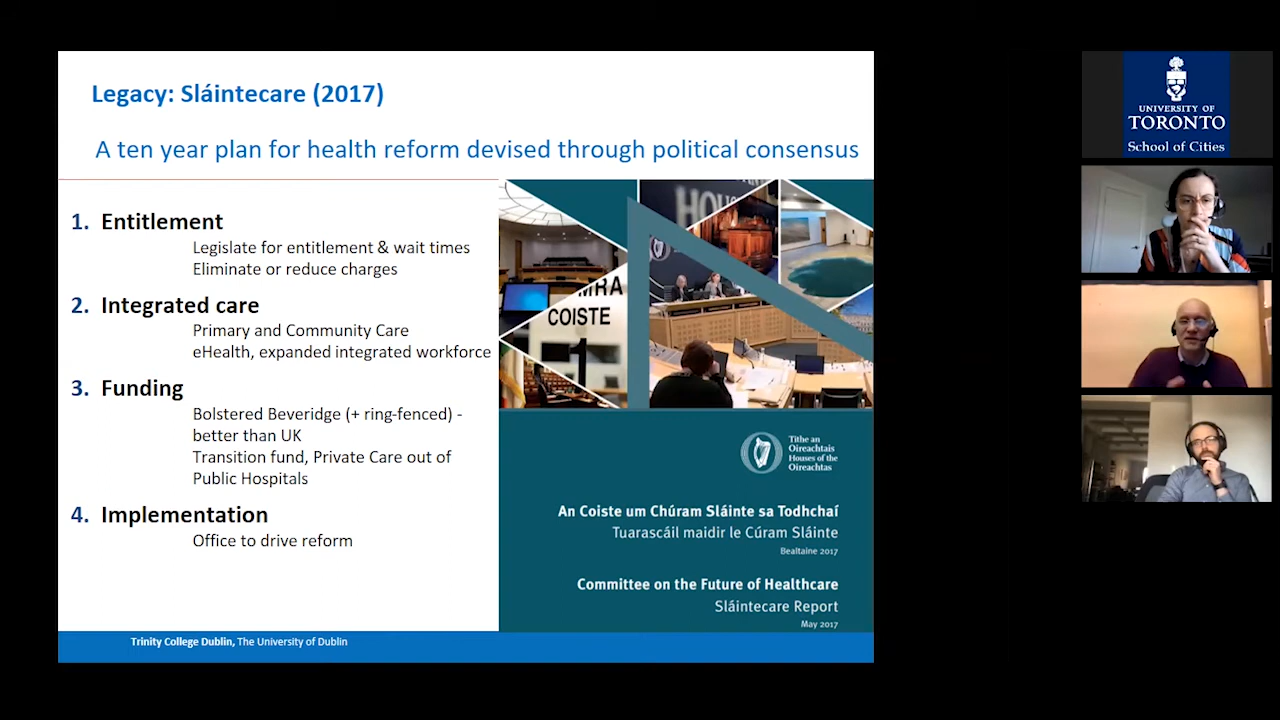 Legacy: Sláintecare (2017)
A ten year plan for health reform devised through political consensus
1. Entitlement
Legislate for entitlement & wait times
Eliminate or reduce charges
2. Integrated care
Primary and Community Care
eHealth, expanded integrated workforce
3. Funding
Bolstered Beveridge (+ ring-fenced) -
better than UK
Transition fund, Private Care out of
Public Hospitals
4. Implementation
Office to drive reform
COISTE
1
Tithe an
Oireachtais
Houses of the
Oireachtas
An Coiste um Chúram Sláinte sa Todhchaí
Tuarascáil maidir le Cúram Sláinte
Bealtaine 2017
Committee on the Future of Healthcare
Sláintecare Report
May 2017
Trinity College Dublin, The University of Dublin
UNIVERSITY OF
TORONTO
School of Cities